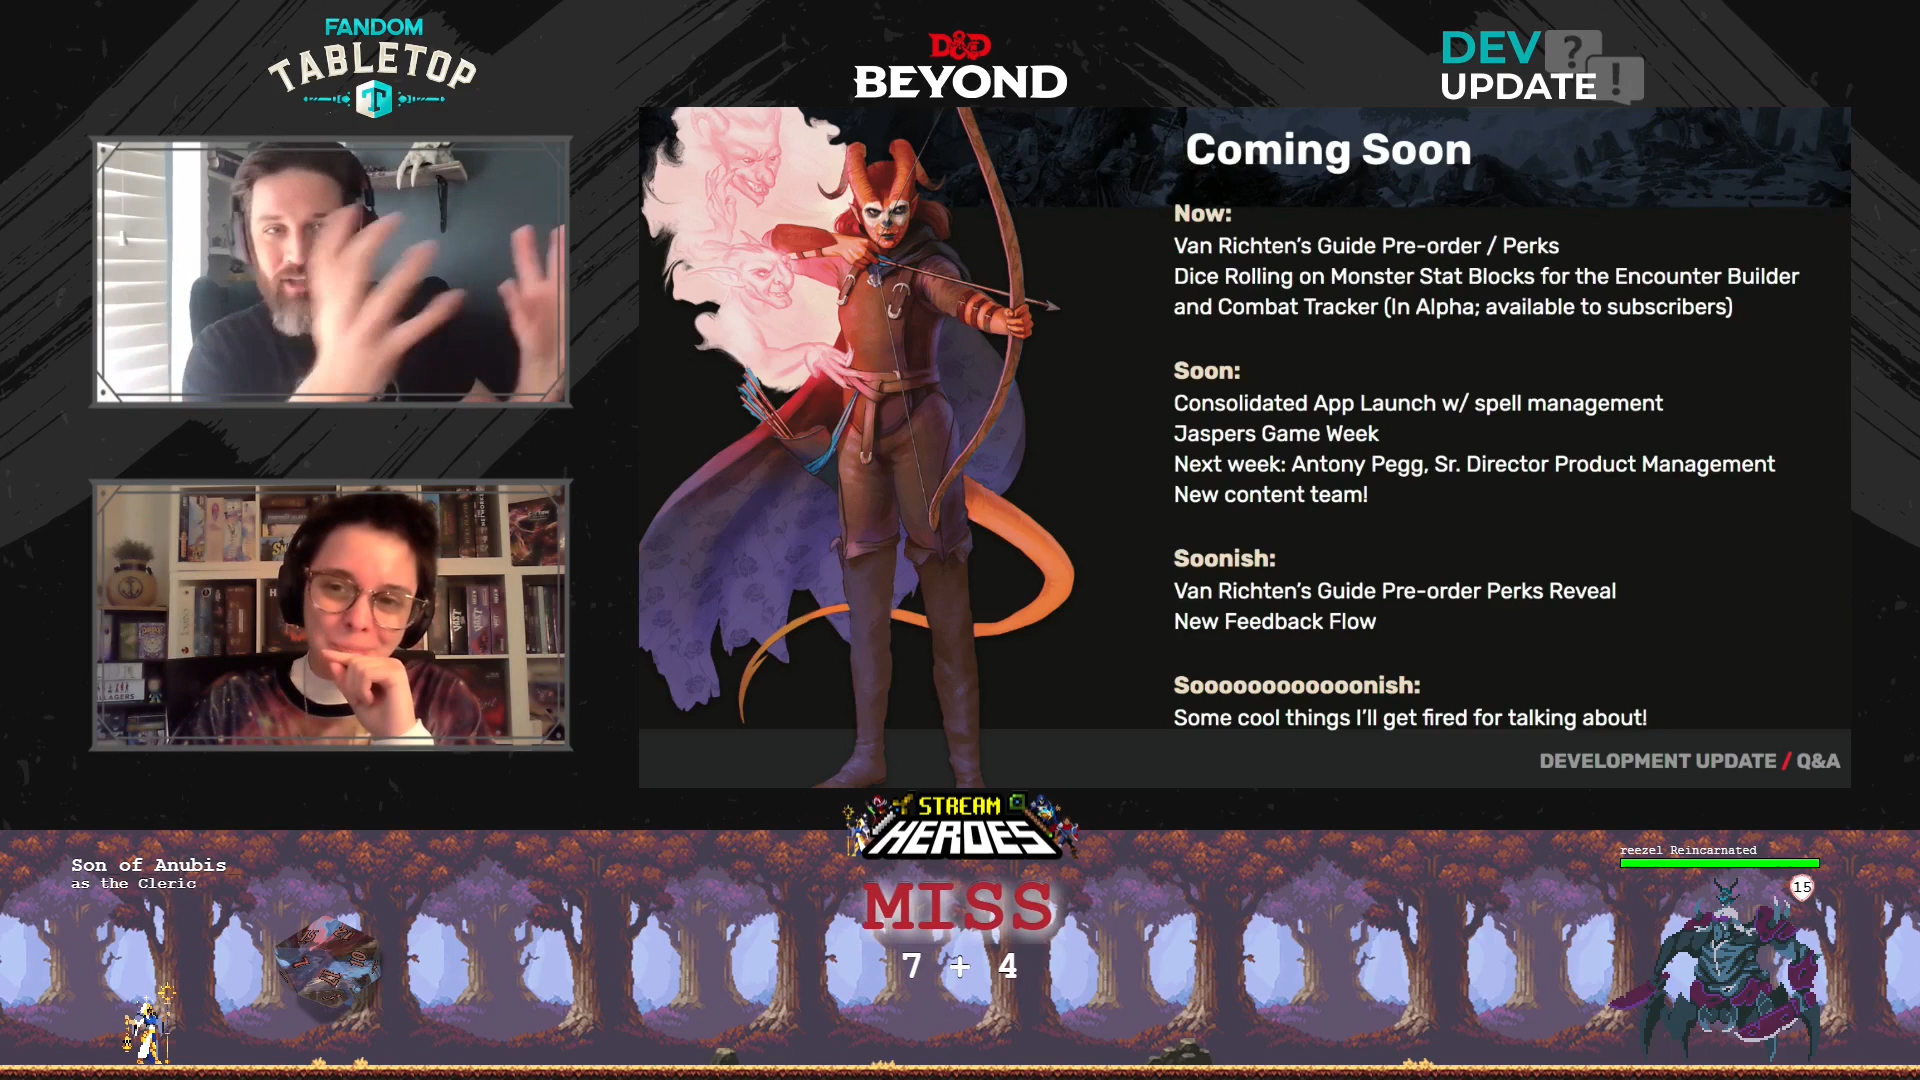 FANDOM
TABLETOP
T
D&D
BEYOND
DEV ? !
UPDATE
Coming Soon
Now:
Van Richten’s Guide Pre-order / Perks
Dice Rolling on Monster Stat Blocks for the Encounter Builder
and Combat Tracker (In Alpha; available to subscribers)
Soon:
Consolidated App Launch w/ spell management
Jaspers Game Week
Next week: Antony Pegg, Sr. Director Product Management
New content team!
Soonish:
Van Richten’s Guide Pre-order Perks Reveal
New Feedback Flow
Soooooooooooonish:
Some cool things I’ll get fired for talking about!
DEVELOPMENT UPDATE / Q&A
VAST
STREAM
HEROES
Son of Anubis
as the Cleric
MISS
7 + 4
reezel Reincarnated
15